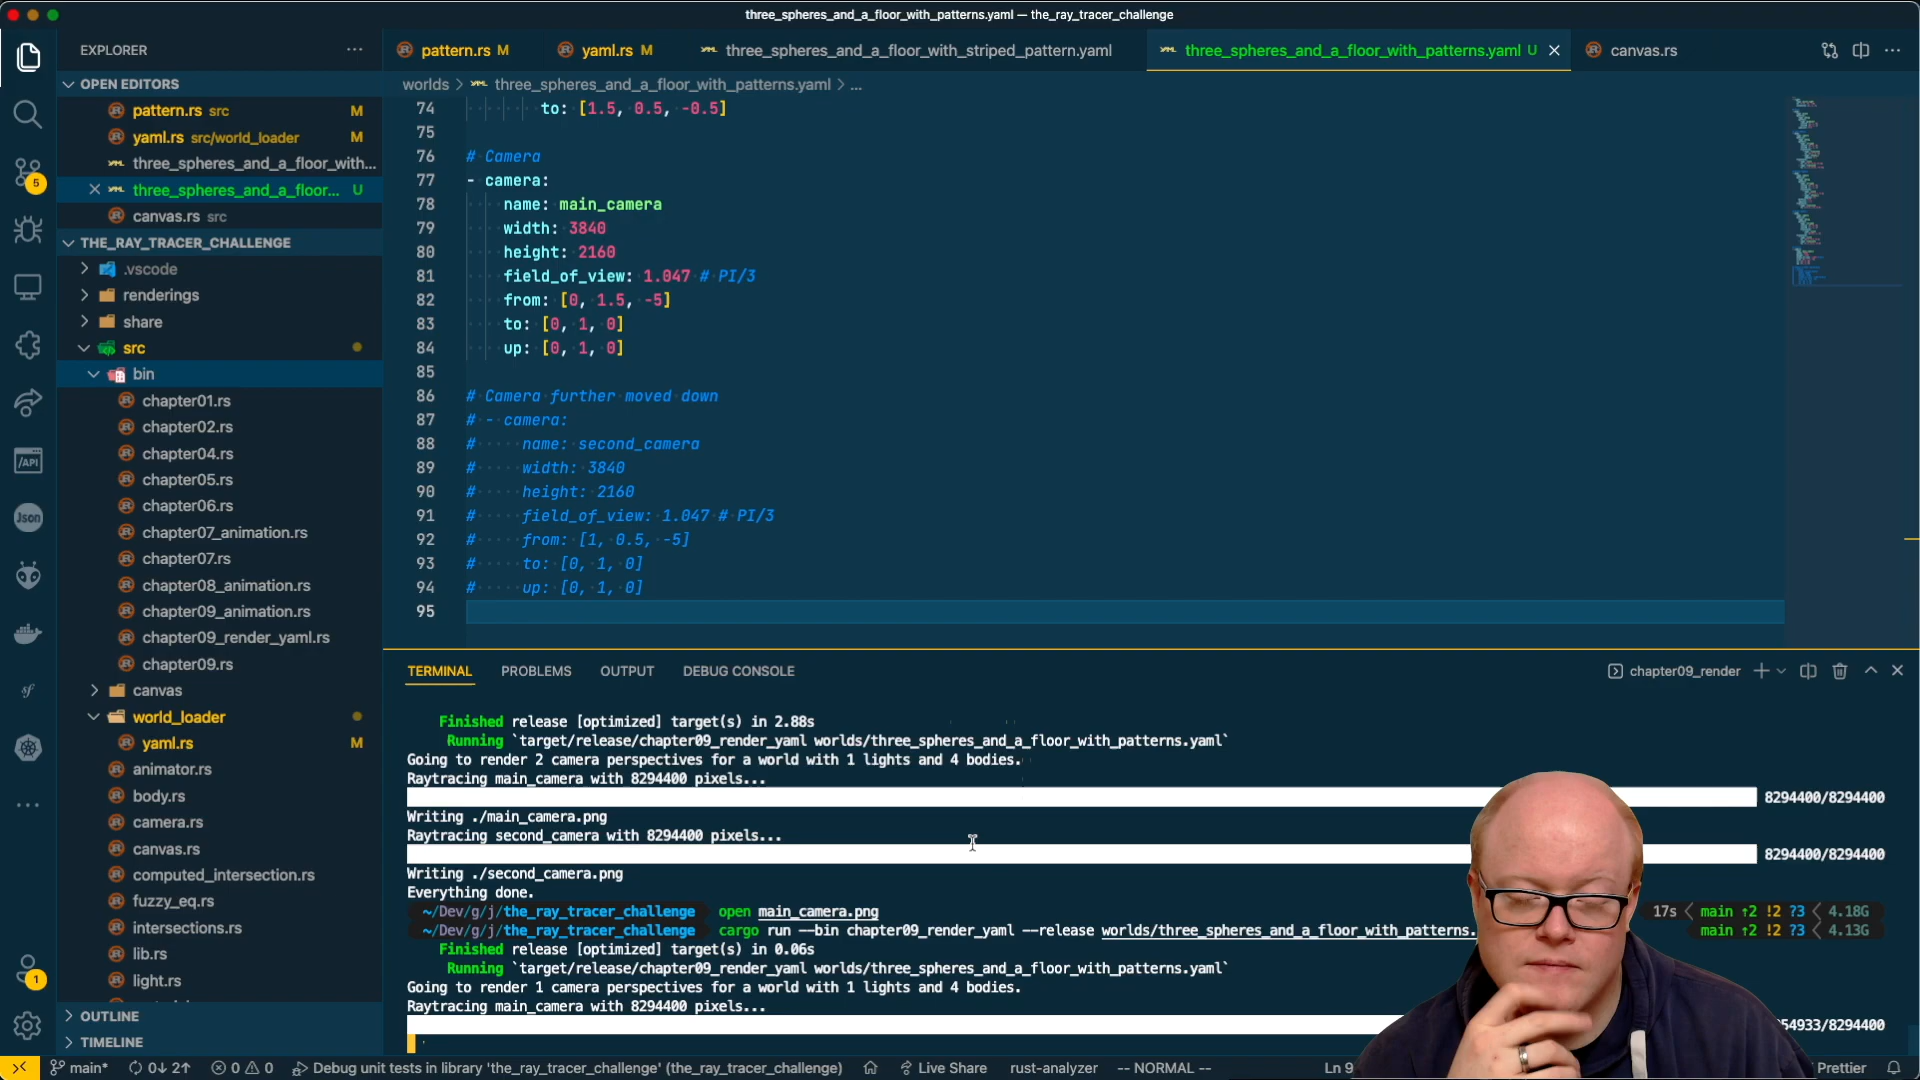 three_spheres_and_a_floor_with_patterns.yaml — the_ray_tracer_challenge
EXPLORER
pattern.rs M
yaml.rs M
three_spheres_and_a_floor_with_striped_pattern.yaml
three_spheres_and_a_floor_with_patterns.yaml U
canvas.rs
OPEN EDITORS
pattern.rs src M
yaml.rs src/world_loader M
three_spheres_and_a_floor_with...
three_spheres_and_a_floor... U
canvas.rs src
THE_RAY_TRACER_CHALLENGE
.vscode
renderings
share
src
bin
chapter01.rs
chapter02.rs
chapter04.rs
chapter05.rs
chapter06.rs
chapter07_animation.rs
chapter07.rs
chapter08_animation.rs
chapter09_animation.rs
chapter09_render_yaml.rs
chapter09.rs
canvas
world_loader
yaml.rs M
animator.rs
body.rs
camera.rs
canvas.rs
computed_intersection.rs
fuzzy_eq.rs
intersections.rs
lib.rs
light.rs
OUTLINE
TIMELINE
5
/API
Json
sf
1
worlds > three_spheres_and_a_floor_with_patterns.yaml > ...
74 to: [1.5, 0.5, -0.5]
75
76 # Camera
77 - camera:
78 name: main_camera
79 width: 3840
80 height: 2160
81 field_of_view: 1.047 # PI/3
82 from: [0, 1.5, -5]
83 to: [0, 1, 0]
84 up: [0, 1, 0]
85
86 # Camera further moved down
87 # - camera:
88 # name: second_camera
89 # width: 3840
90 # height: 2160
91 # field_of_view: 1.047 # PI/3
92 # from: [1, 0.5, -5]
93 # to: [0, 1, 0]
94 # up: [0, 1, 0]
95
TERMINAL PROBLEMS OUTPUT DEBUG CONSOLE
chapter09_render
Finished release [optimized] target(s) in 2.88s
Running `target/release/chapter09_render_yaml worlds/three_spheres_and_a_floor_with_patterns.yaml`
Going to render 2 camera perspectives for a world with 1 lights and 4 bodies.
Raytracing main_camera with 8294400 pixels...
8294400/8294400
Writing ./main_camera.png
Raytracing second_camera with 8294400 pixels...
8294400/8294400
Writing ./second_camera.png
Everything done.
~/Dev/g/j/the_ray_tracer_challenge open main_camera.png 17s < main ↑2 !2 ?3 < 4.18G
~/Dev/g/j/the_ray_tracer_challenge cargo run --bin chapter09_render_yaml --release worlds/three_spheres_and_a_floor_with_patterns. main ↑2 !2 ?3 < 4.13G
Finished release [optimized] target(s) in 0.06s
Running `target/release/chapter09_render_yaml worlds/three_spheres_and_a_floor_with_patterns.yaml`
Going to render 1 camera perspectives for a world with 1 lights and 4 bodies.
Raytracing main_camera with 8294400 pixels...
54933/8294400
main* 0↓ 2↑ 0 0 Debug unit tests in library 'the_ray_tracer_challenge' (the_ray_tracer_challenge) Live Share rust-analyzer -- NORMAL -- Ln 9 Prettier